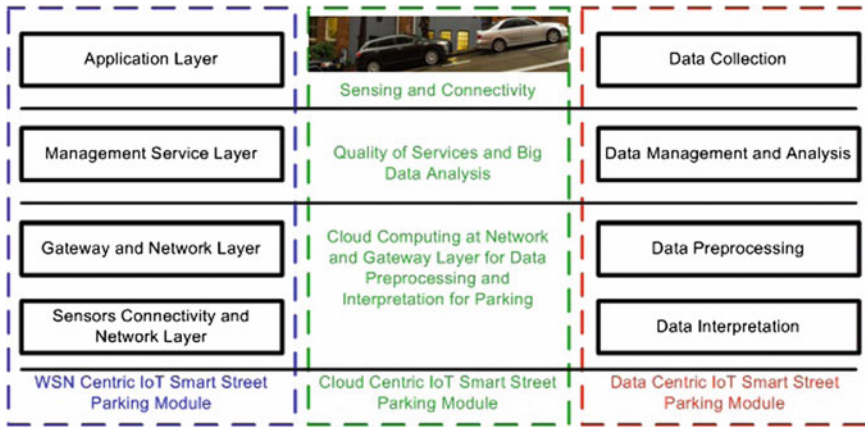 Application Layer
Management Service Layer
Gateway and Network Layer
Sensors Connectivity and
Network Layer
WSN Centric IoT Smart Street
Parking Module
Sensing and Connectivity
Quality of Services and Big
Data Analysis
Cloud Computing at Network
and Gateway Layer for Data
Preprocessing and
Interpretation for Parking
Cloud Centric IoT Smart Street
Parking Module
Data Collection
Data Management and Analysis
Data Preprocessing
Data Interpretation
Data Centric IoT Smart Street
Parking Module